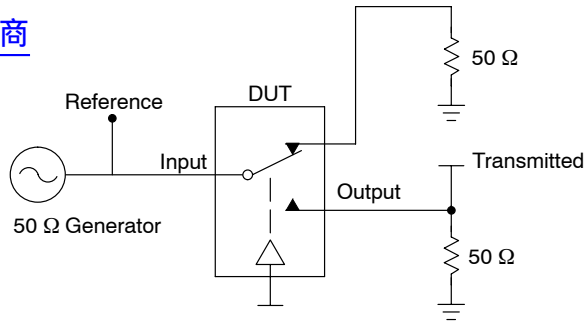 商
50 Ω
DUT
Reference
Input
Transmitted
Output
50 Ω Generator
50 Ω